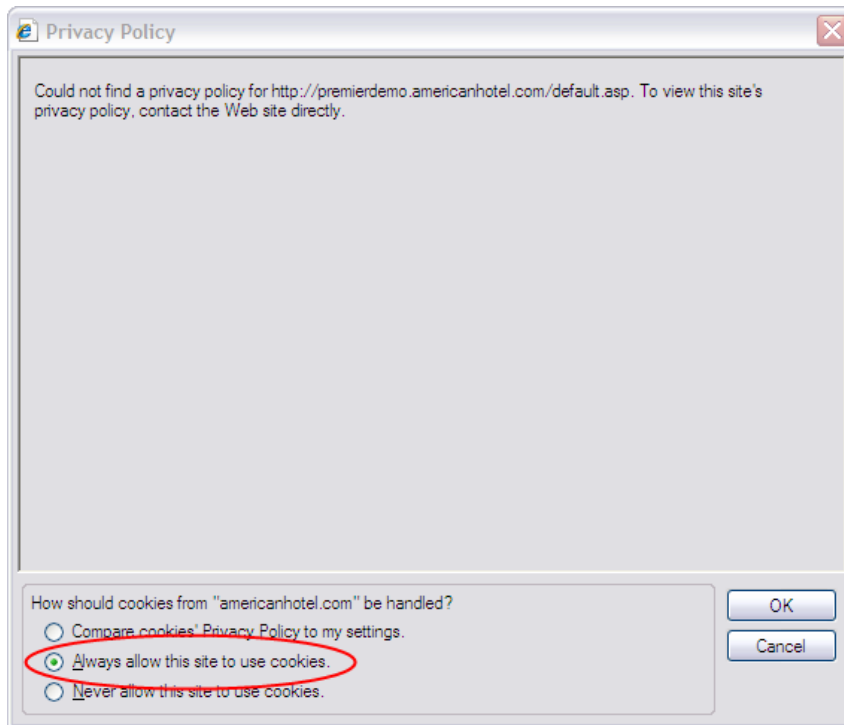 Privacy Policy
Could not find a privacy policy for http://premierdemo.americanhotel.com/default.asp. To view this site's
privacy policy, contact the Web site directly.
How should cookies from "americanhotel.com" be handled?
Compare cookies' Privacy Policy to my settings.
Always allow this site to use cookies.
Never allow this site to use cookies.
OK
Cancel